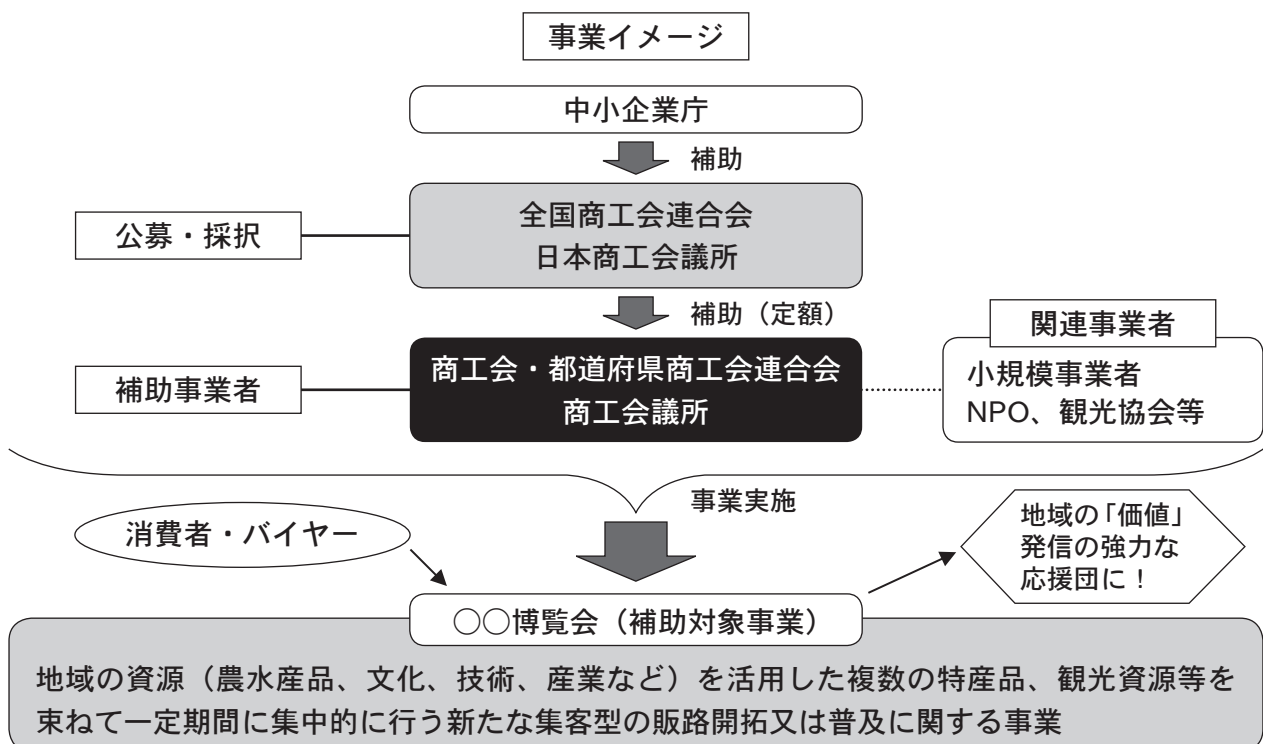 事業イメージ
中小企業庁
補助
公募・採択
全国商工会連合会
日本商工会議所
補助（定額）
補助事業者
商工会・都道府県商工会連合会
商工会議所
関連事業者
小規模事業者
NPO、観光協会等
事業実施
消費者・バイヤー
地域の「価値」
発信の強力な
応援団に！
○○博覧会（補助対象事業）
地域の資源（農水産品、文化、技術、産業など）を活用した複数の特産品、観光資源等を
束ねて一定期間に集中的に行う新たな集客型の販路開拓又は普及に関する事業